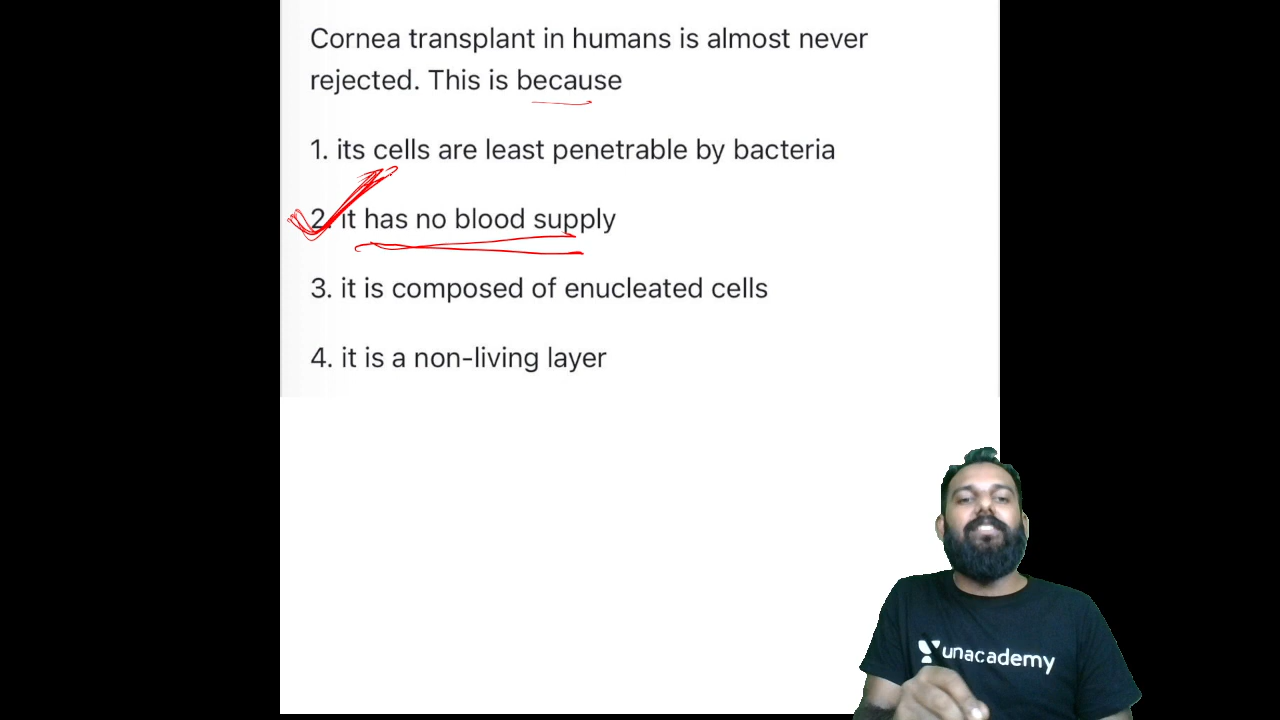 Cornea transplant in humans is almost never
rejected. This is because
1. its cells are least penetrable by bacteria
2. it has no blood supply
3. it is composed of enucleated cells
4. it is a non-living layer
unacademy